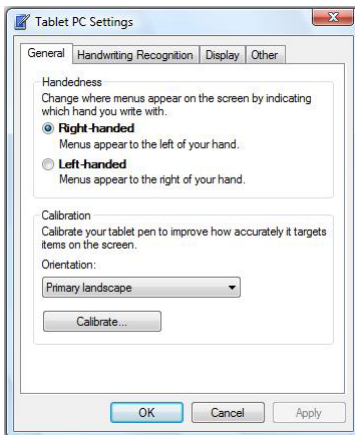 Tablet PC Settings
General Handwriting Recognition Display Other
Handedness
Change where menus appear on the screen by indicating
which hand you write with.
Right-handed
Menus appear to the left of your hand.
Left-handed
Menus appear to the right of your hand.
Calibration
Calibrate your tablet pen to improve how accurately it targets
items on the screen.
Orientation:
Primary landscape
Calibrate...
OK Cancel Apply